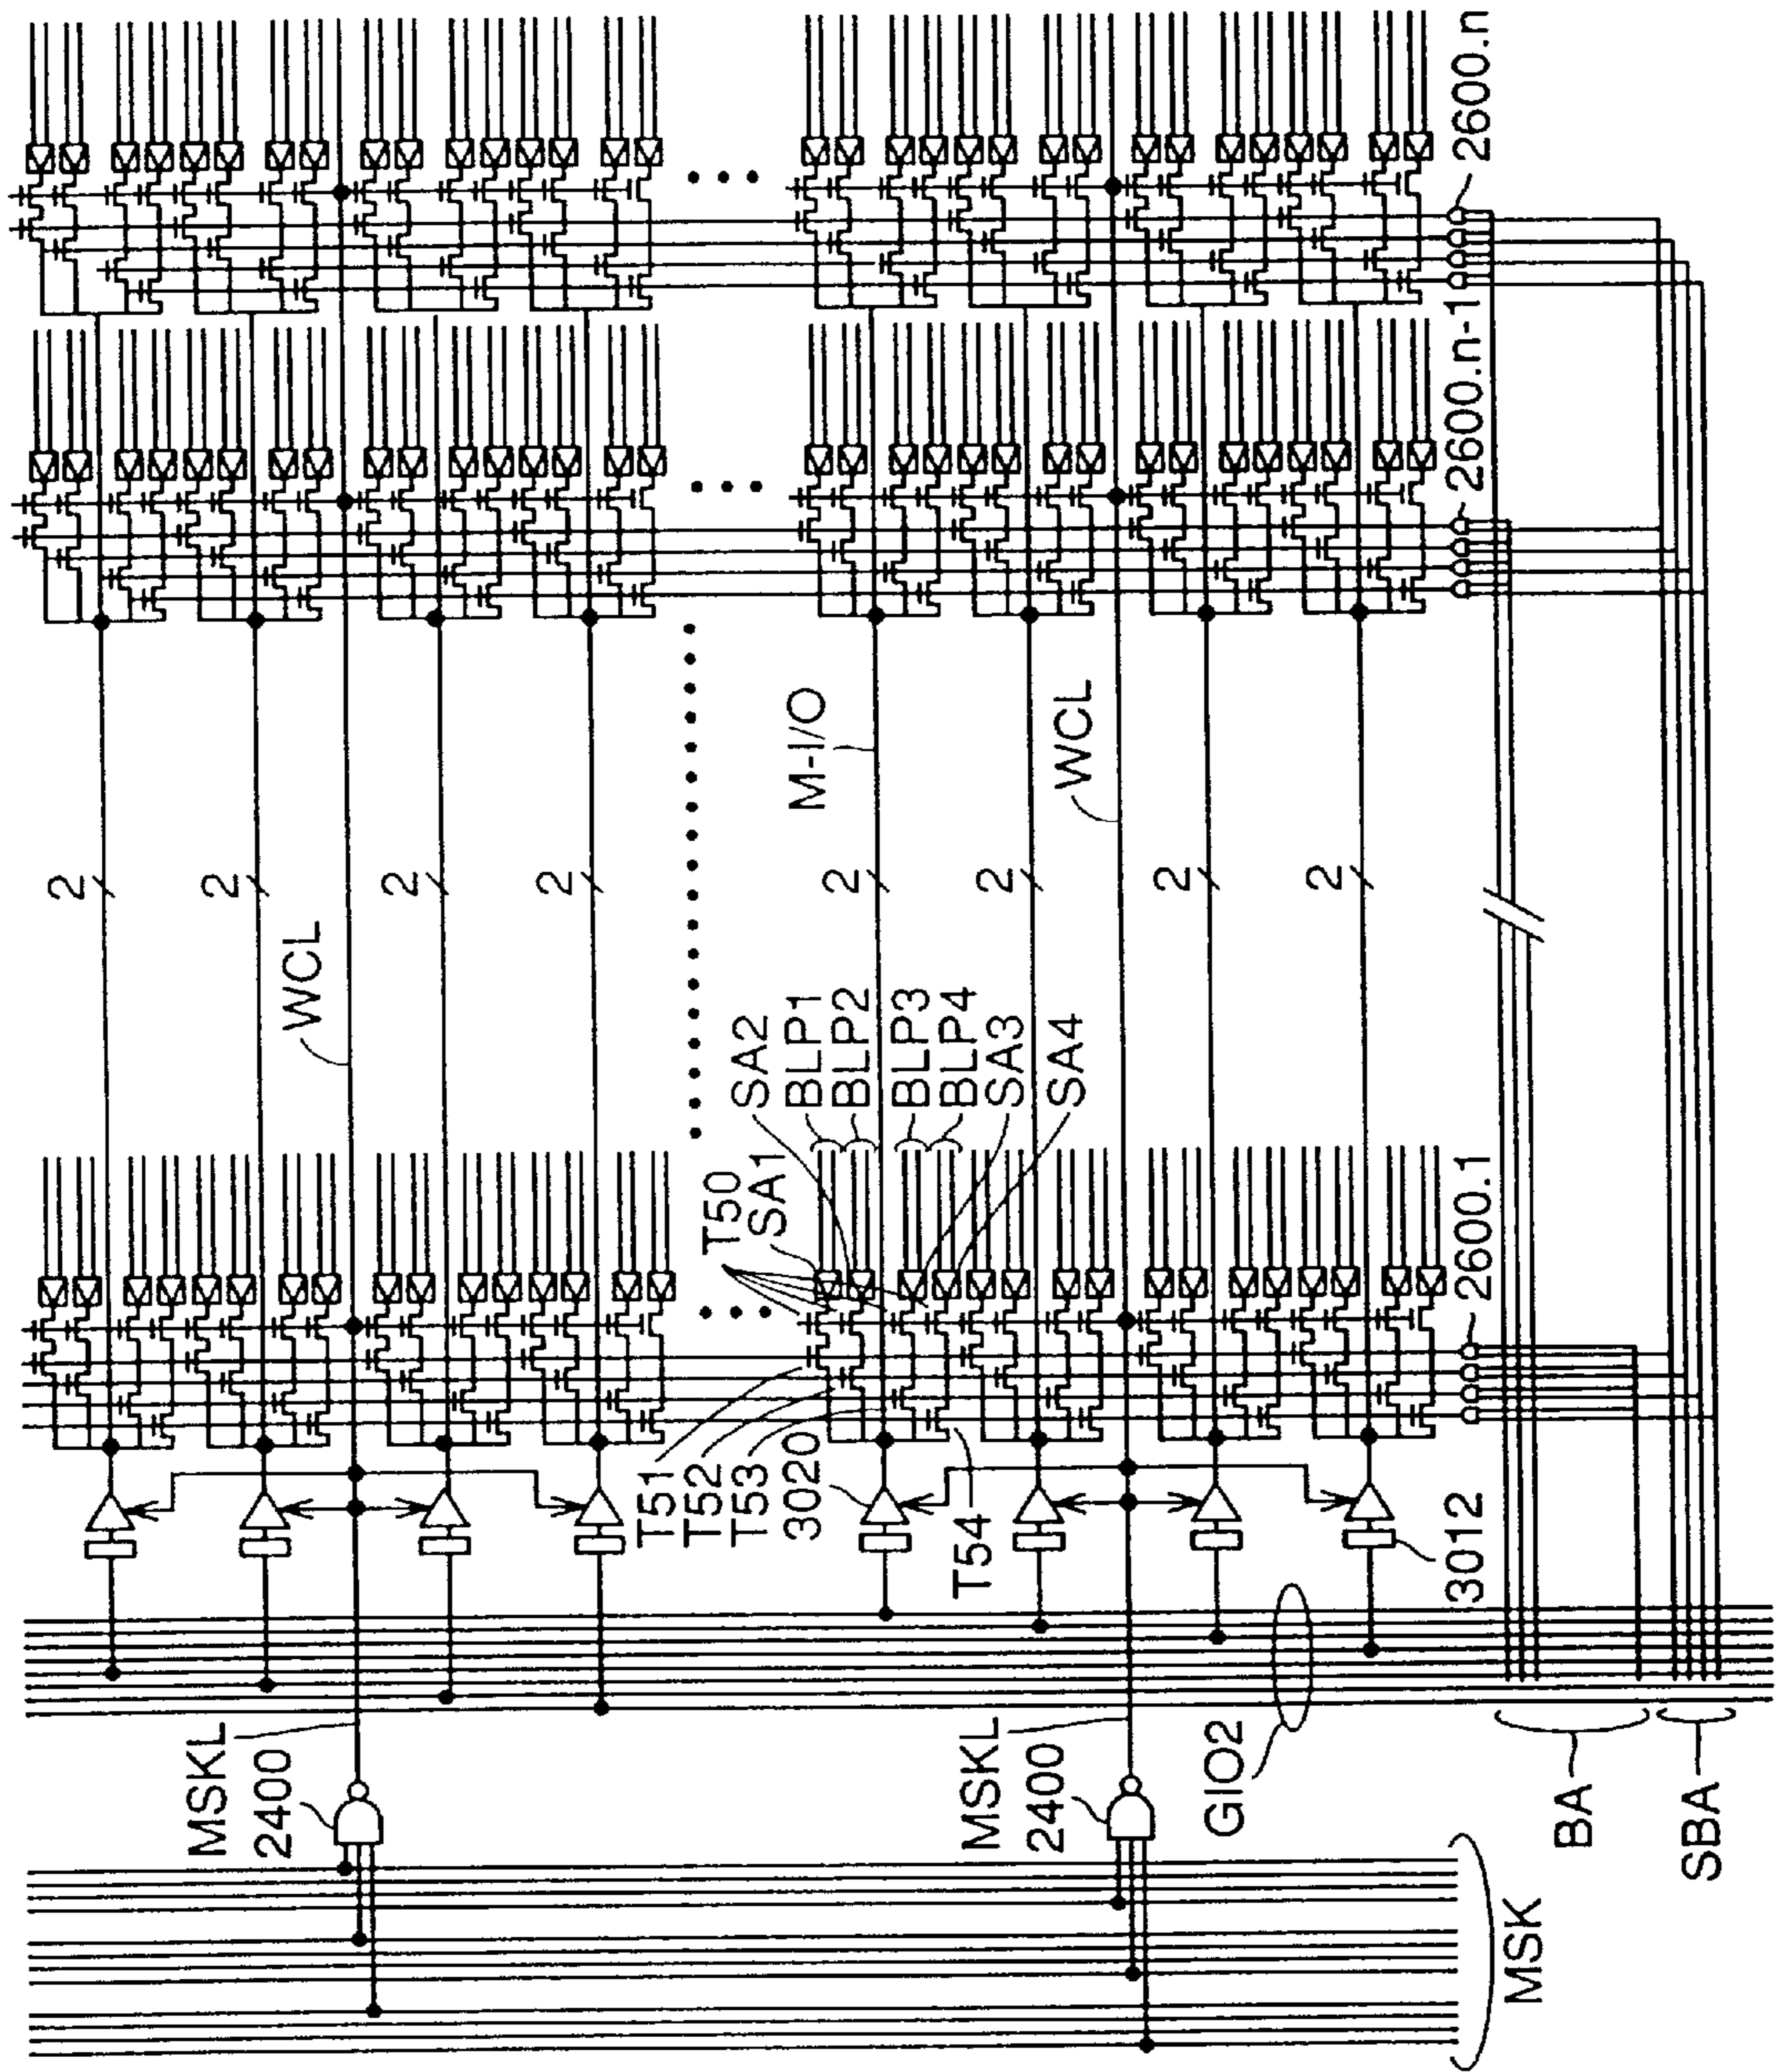 2600.n
2600.n-1
M-I/O
WCL
2
2
2
2
2
2
2
2
WCL
SA2
BLP1
BLP2
BLP3
BLP4
SA3
SA4
T50
SA1
2600.1
T51
T52
T53
3020
T54
3012
MSKL
2400
MSKL
2400
GIO2
BA
SBA
MSK